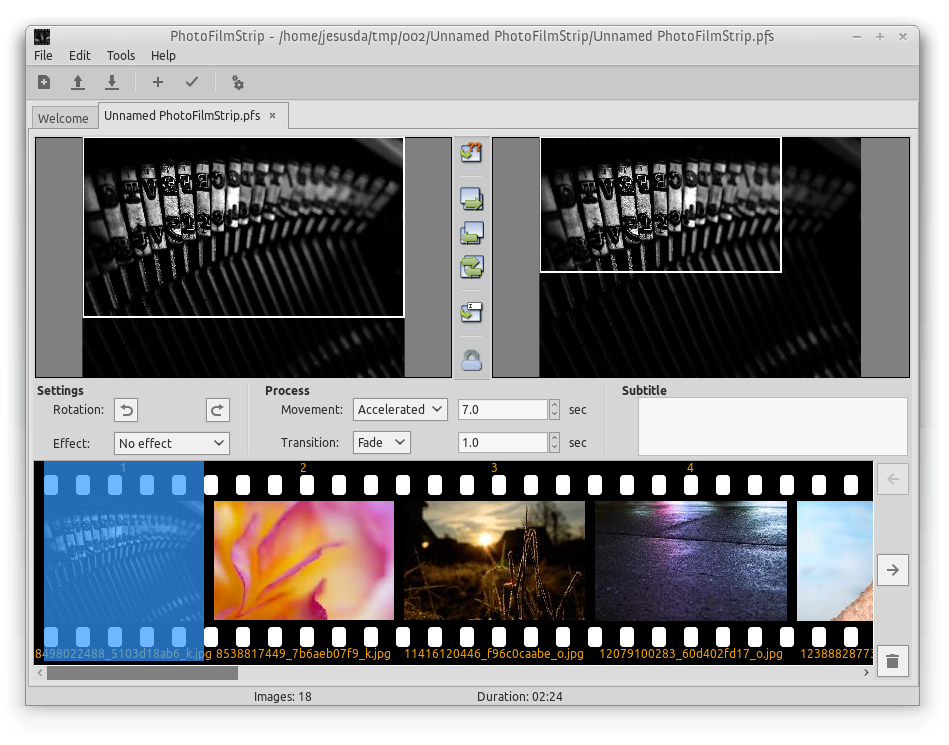 PhotoFilmStrip - /home/jesusda/tmp/002/Unnamed PhotoFilmStrip/Unnamed PhotoFilmStrip.pfs
File Edit Tools Help
Welcome Unnamed PhotoFilmStrip.pfs
Settings Process Subtitle
Rotation: Movement: Accelerated 7.0 sec
Effect: No effect Transition: Fade 1.0 sec
1 2 3 4
8498022488_5103d18ab6_k.jpg 8538817449_7b6aeb07f9_k.jpg 11416120446_f96c0caabe_o.jpg 12079100283_60d402fd17_o.jpg 12388828773
Images: 18 Duration: 02:24